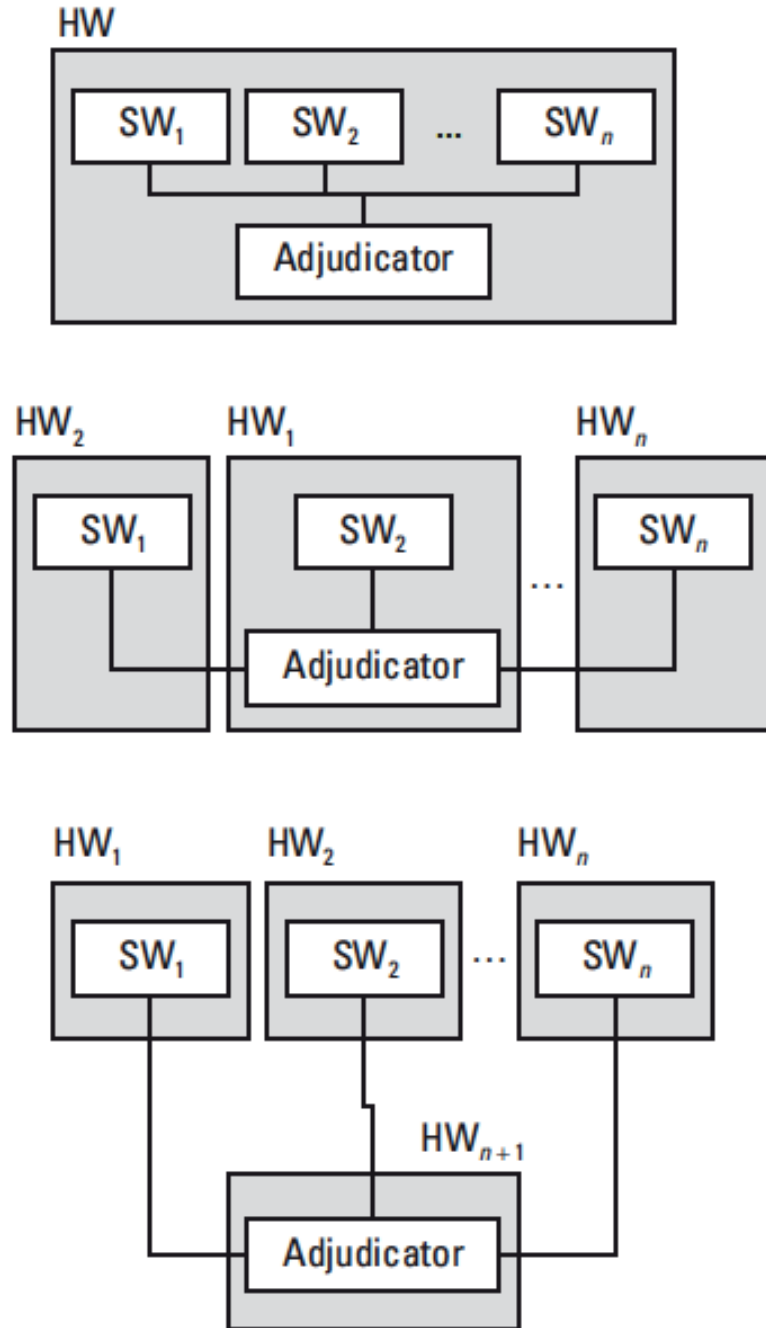 HW
SW₁ SW₂ ... SWₙ
Adjudicator
HW₂ HW₁ HWₙ
SW₁ SW₂ SWₙ
...
Adjudicator
HW₁ HW₂ HWₙ
SW₁ SW₂ ... SWₙ
HWₙ₊₁
Adjudicator